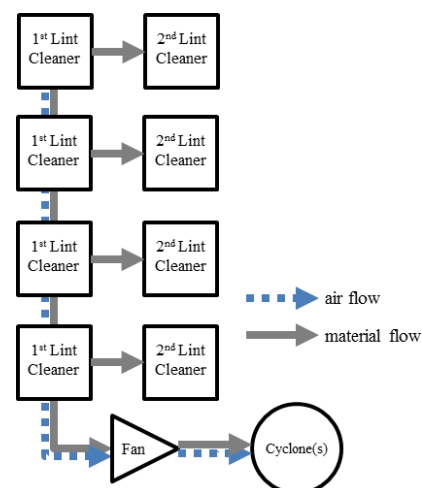 1st Lint
Cleaner
2nd Lint
Cleaner
1st Lint
Cleaner
2nd Lint
Cleaner
1st Lint
Cleaner
2nd Lint
Cleaner
air flow
material flow
1st Lint
Cleaner
2nd Lint
Cleaner
Fan
Cyclone(s)